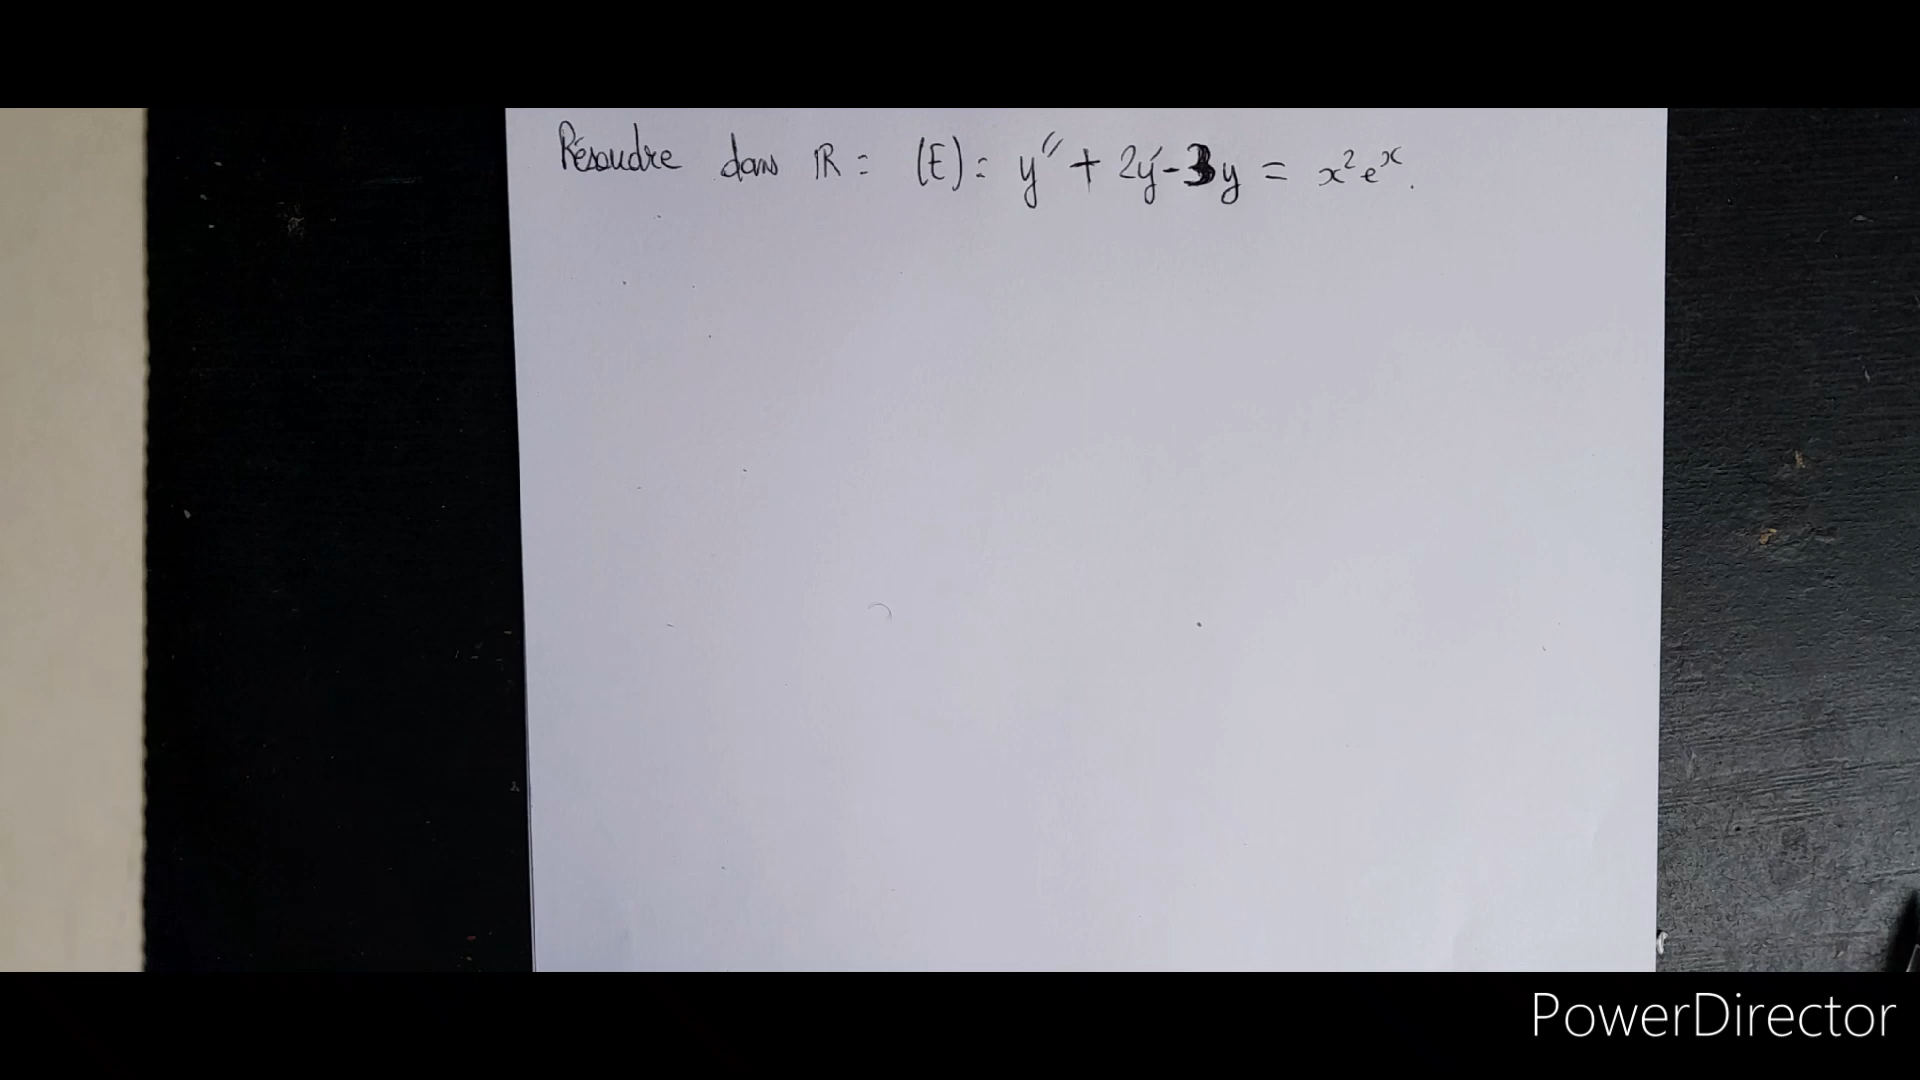 Résoudre dans ℝ : (E) : y'' + 2y' - 3y = x²eˣ.
PowerDirector